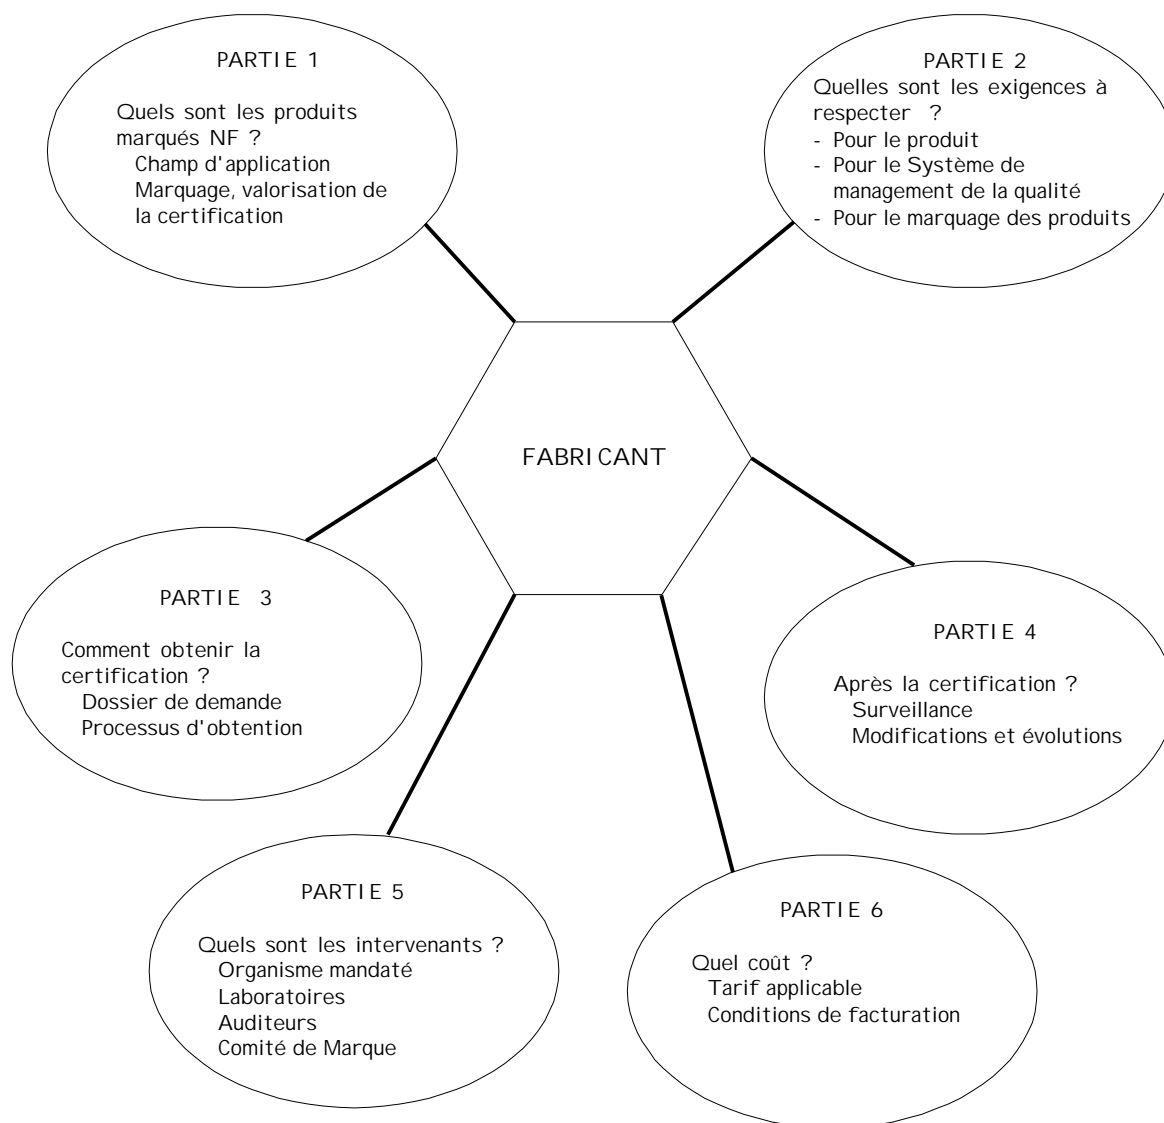 PARTIE 1
Quels sont les produits
marqués NF ?
Champ d'application
Marquage, valorisation de
la certification
PARTIE 2
Quelles sont les exigences à
respecter ?
- Pour le produit
- Pour le Système de
management de la qualité
- Pour le marquage des produits
FABRICANT
PARTIE 3
Comment obtenir la
certification ?
Dossier de demande
Processus d'obtention
PARTIE 4
Après la certification ?
Surveillance
Modifications et évolutions
PARTIE 5
Quels sont les intervenants ?
Organisme mandaté
Laboratoires
Auditeurs
Comité de Marque
PARTIE 6
Quel coût ?
Tarif applicable
Conditions de facturation